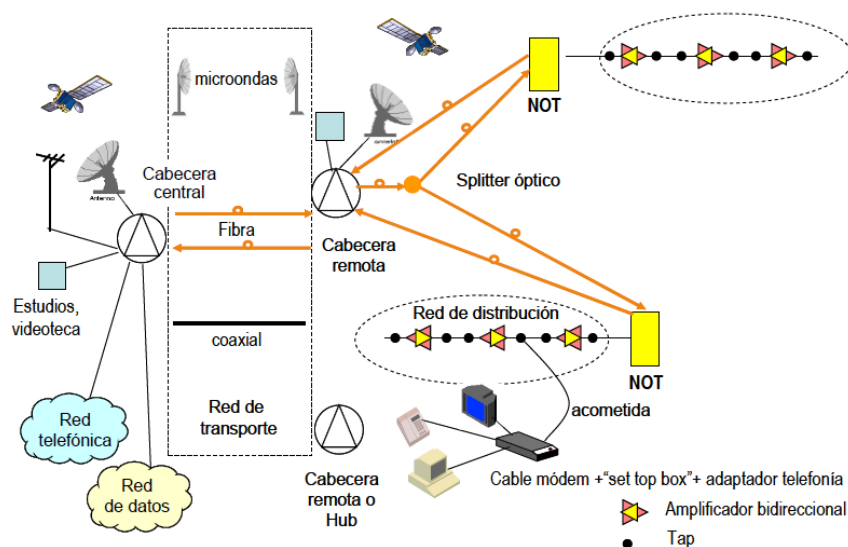 microondas
NOT
Cabecera
central
Antenna
Splitter óptico
Fibra
Cabecera
remota
Estudios,
videoteca
Red de distribución
coaxial
NOT
acometida
Red
telefónica
Red de
transporte
Cabecera
remota o
Hub
Red
de datos
Cable módem +“set top box”+ adaptador telefonía
Amplificador bidireccional
Tap